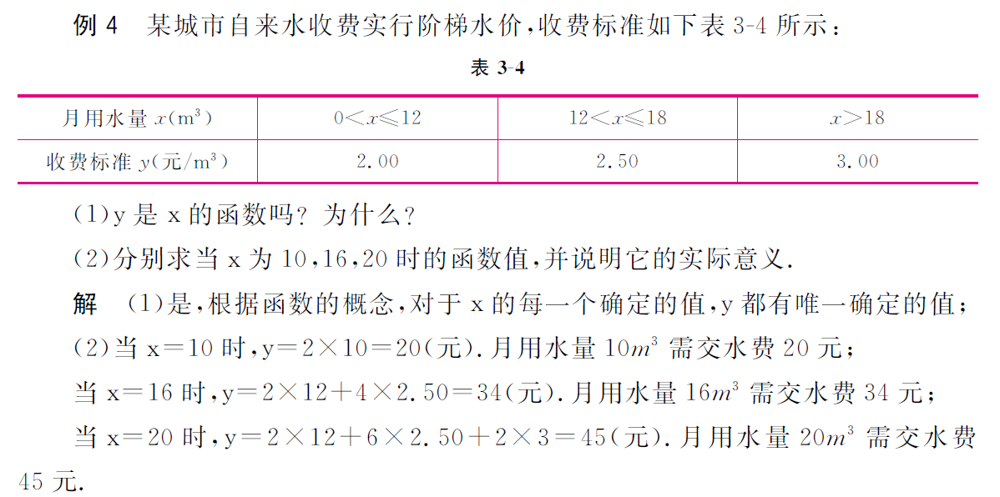 例 4 某城市自来水收费实行阶梯水价,收费标准如下表 3-4 所示:
表 3-4
月用水量 x(m³) 0<x≤12 12<x≤18 x>18
收费标准 y(元/m³) 2.00 2.50 3.00
(1)y 是 x 的函数吗? 为什么?
(2)分别求当 x 为 10,16,20 时的函数值,并说明它的实际意义.
解 (1)是,根据函数的概念,对于 x 的每一个确定的值,y 都有唯一确定的值;
(2)当 x=10 时,y=2×10=20(元).月用水量 10m³ 需交水费 20 元;
当 x=16 时,y=2×12+4×2.50=34(元).月用水量 16m³ 需交水费 34 元;
当 x=20 时,y=2×12+6×2.50+2×3=45(元).月用水量 20m³ 需交水费
45 元.